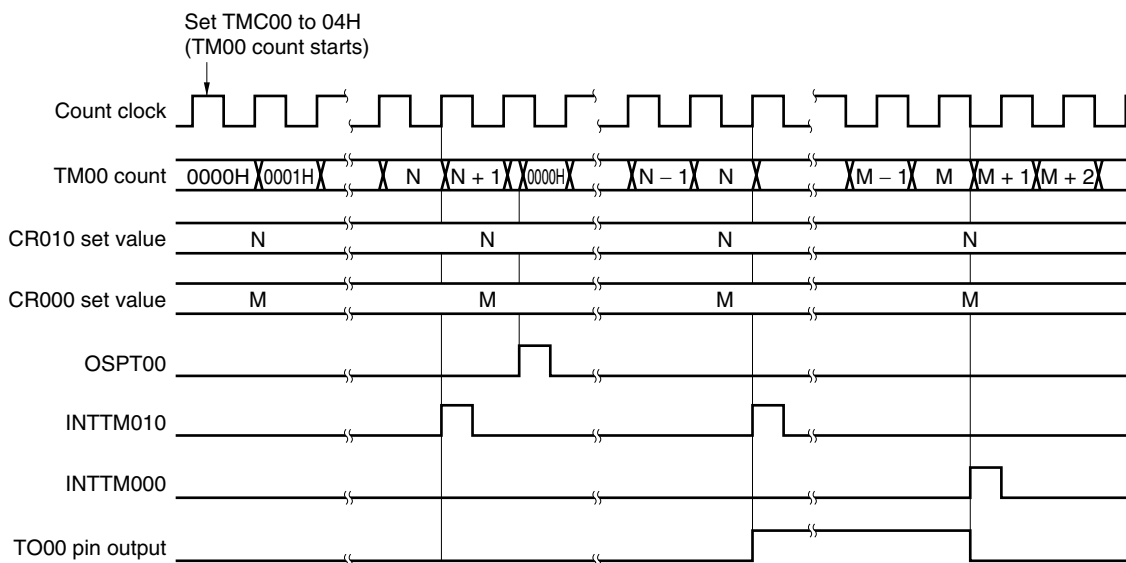 Set TMC00 to 04H
(TM00 count starts)
Count clock
TM00 count 0000H 0001H N N + 1 0000H N − 1 N M − 1 M M + 1 M + 2
CR010 set value N N N N
CR000 set value M M M M
OSPT00
INTTM010
INTTM000
TO00 pin output